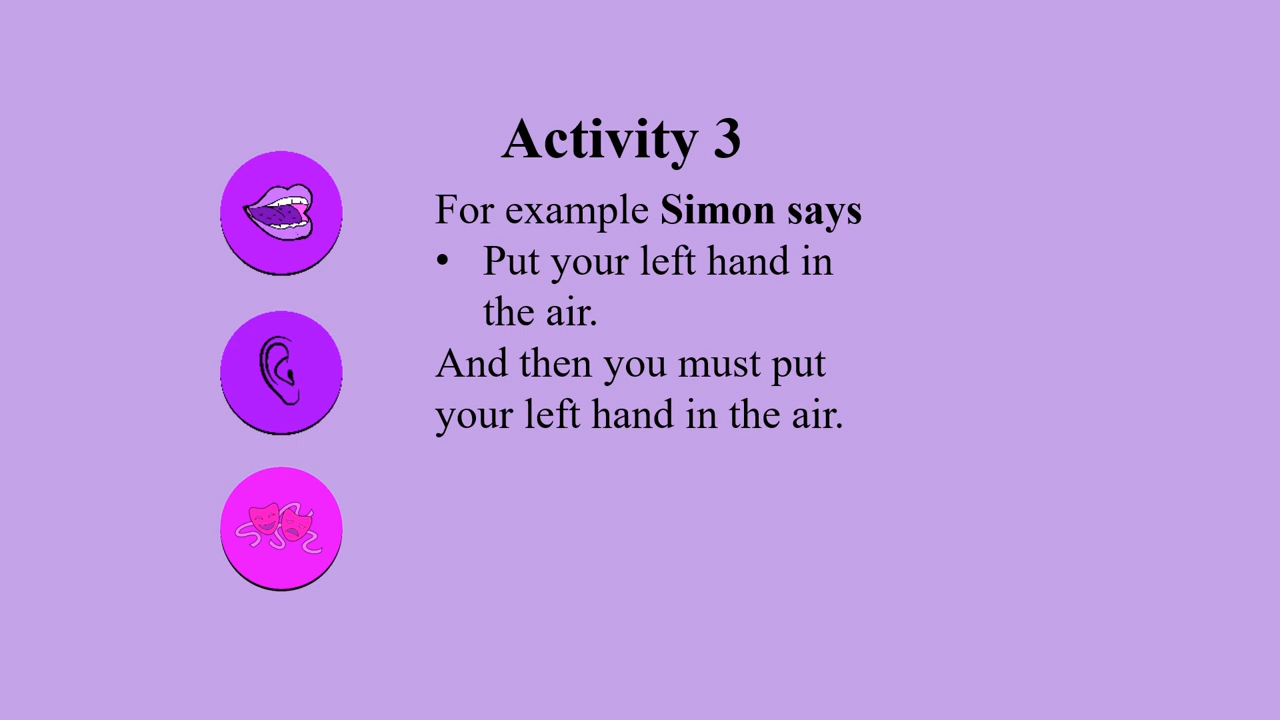 Activity 3
For example Simon says
• Put your left hand in
the air.
And then you must put
your left hand in the air.